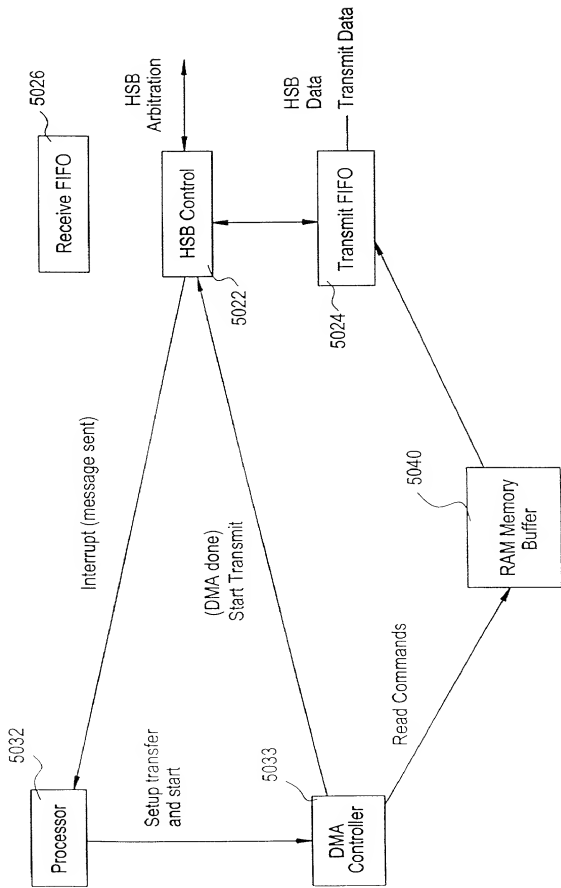 5032
Processor
Interrupt (message sent)
5026
Receive FIFO
HSB
Arbitration
HSB Control
5022
Setup transfer
and start
(DMA done)
Start Transmit
HSB
Data
Transmit Data
Transmit FIFO
5024
5033
DMA
Controller
Read Commands
5040
RAM Memory
Buffer